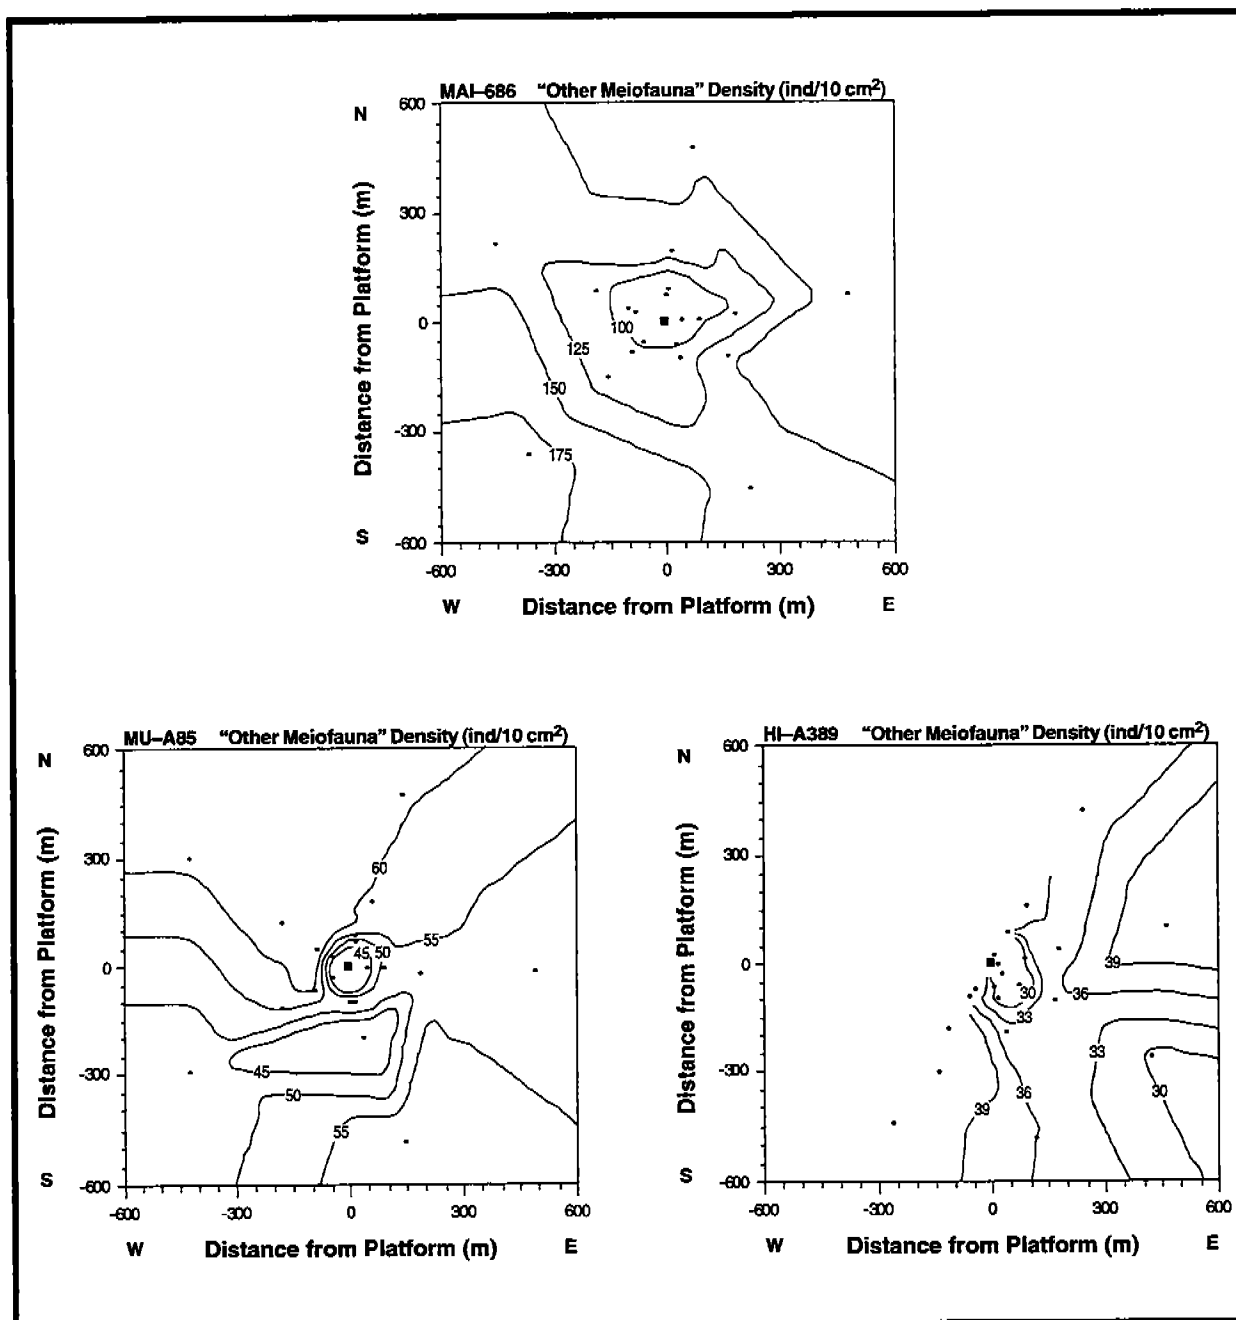 MAI–686 "Other Meiofauna" Density (ind/10 cm²)
N
600
300
0
-300
-600
Distance from Platform (m)
S
100
125
150
175
-600 -300 0 300 600
W Distance from Platform (m) E
MU–A85 "Other Meiofauna" Density (ind/10 cm²)
N
600
300
0
-300
-600
Distance from Platform (m)
S
60
55
45
50
45
50
55
-600 -300 0 300 600
W Distance from Platform (m) E
HI–A389 "Other Meiofauna" Density (ind/10 cm²)
N
600
300
0
-300
-600
Distance from Platform (m)
S
39
36
30
33
33
36
39
30
-600 -300 0 300 600
W Distance from Platform (m) E